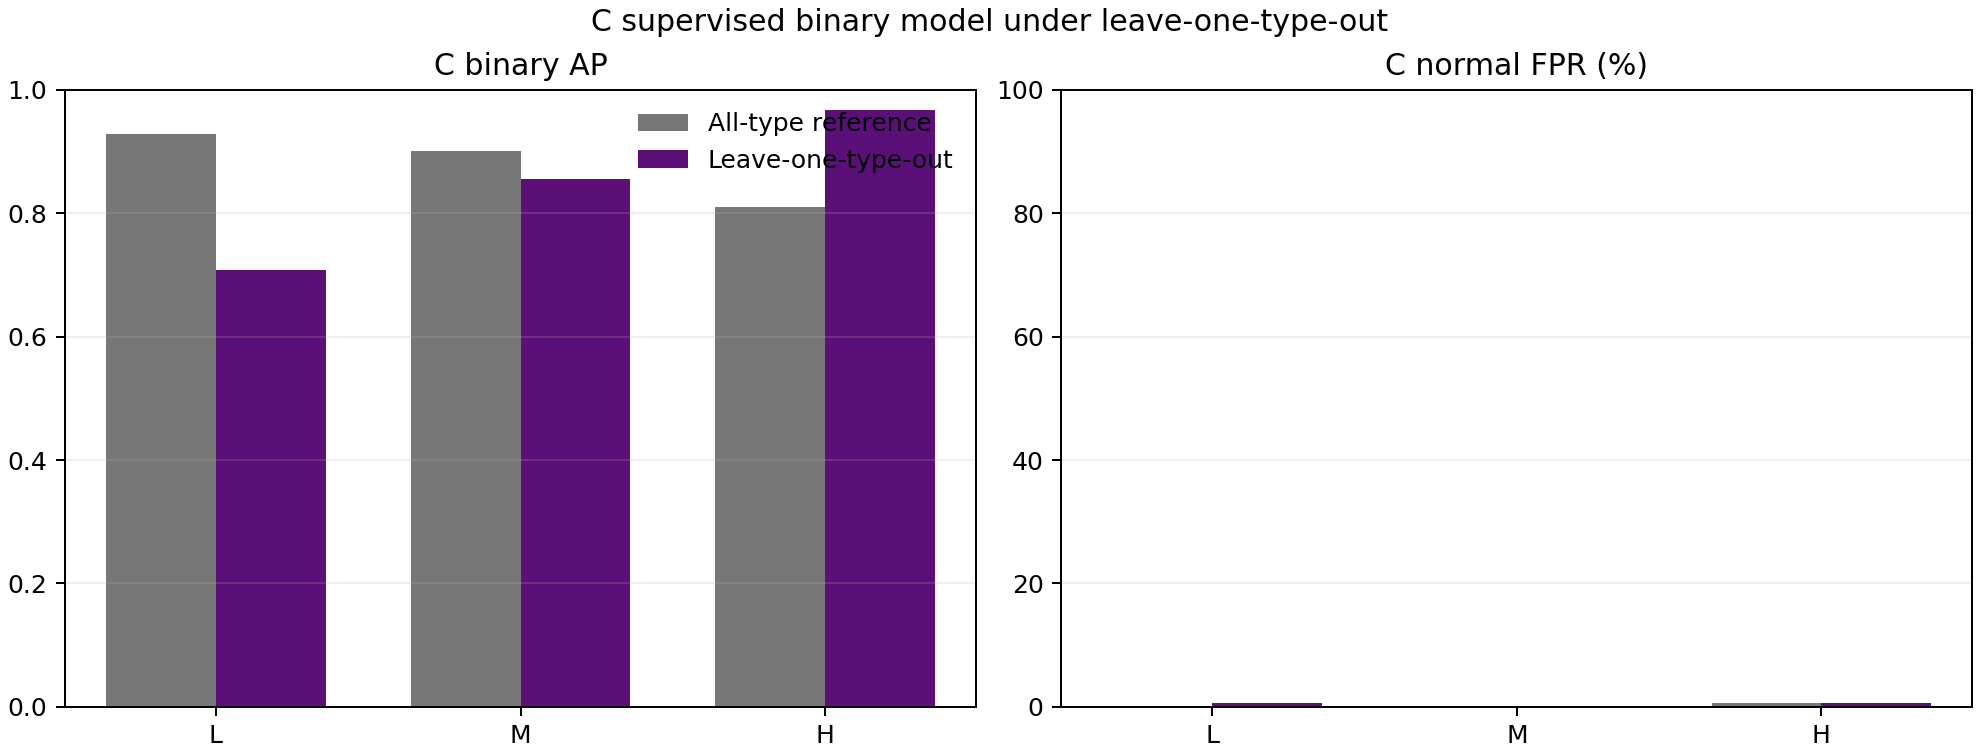 C supervised binary model under leave-one-type-out
C binary AP
1.0
0.8
0.6
0.4
0.2
0.0
All-type reference
Leave-one-type-out
L
M
H
C normal FPR (%)
100
80
60
40
20
0
L
M
H